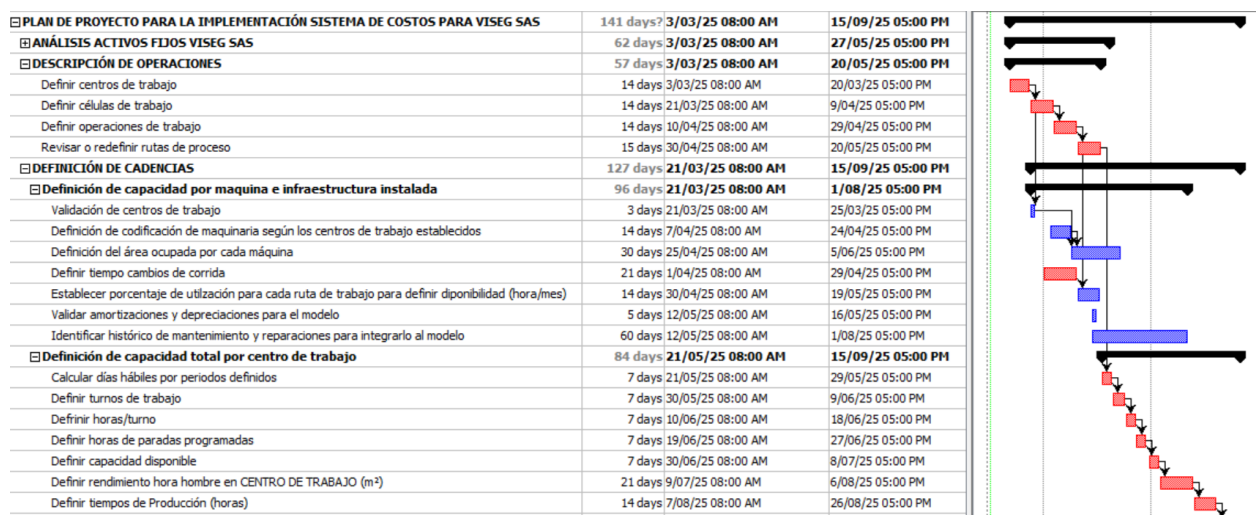 PLAN DE PROYECTO PARA LA IMPLEMENTACIÓN SISTEMA DE COSTOS PARA VISEG SAS 141 days? 3/03/25 08:00 AM 15/09/25 05:00 PM
ANÁLISIS ACTIVOS FIJOS VISEG SAS 62 days 3/03/25 08:00 AM 27/05/25 05:00 PM
DESCRIPCIÓN DE OPERACIONES 57 days 3/03/25 08:00 AM 20/05/25 05:00 PM
Definir centros de trabajo 14 days 3/03/25 08:00 AM 20/03/25 05:00 PM
Definir células de trabajo 14 days 21/03/25 08:00 AM 9/04/25 05:00 PM
Definir operaciones de trabajo 14 days 10/04/25 08:00 AM 29/04/25 05:00 PM
Revisar o redefinir rutas de proceso 15 days 30/04/25 08:00 AM 20/05/25 05:00 PM
DEFINICIÓN DE CADENCIAS 127 days 21/03/25 08:00 AM 15/09/25 05:00 PM
Definición de capacidad por maquina e infraestructura instalada 96 days 21/03/25 08:00 AM 1/08/25 05:00 PM
Validación de centros de trabajo 3 days 21/03/25 08:00 AM 25/03/25 05:00 PM
Definición de codificación de maquinaria según los centros de trabajo establecidos 14 days 7/04/25 08:00 AM 24/04/25 05:00 PM
Definición del área ocupada por cada máquina 30 days 25/04/25 08:00 AM 5/06/25 05:00 PM
Definir tiempo cambios de corrida 21 days 1/04/25 08:00 AM 29/04/25 05:00 PM
Establecer porcentaje de utilzación para cada ruta de trabajo para definir diponibilidad (hora/mes) 14 days 30/04/25 08:00 AM 19/05/25 05:00 PM
Validar amortizaciones y depreciaciones para el modelo 5 days 12/05/25 08:00 AM 16/05/25 05:00 PM
Identificar histórico de mantenimiento y reparaciones para integrarlo al modelo 60 days 12/05/25 08:00 AM 1/08/25 05:00 PM
Definición de capacidad total por centro de trabajo 84 days 21/05/25 08:00 AM 15/09/25 05:00 PM
Calcular días hábiles por periodos definidos 7 days 21/05/25 08:00 AM 29/05/25 05:00 PM
Definir turnos de trabajo 7 days 30/05/25 08:00 AM 9/06/25 05:00 PM
Defrinir horas/turno 7 days 10/06/25 08:00 AM 18/06/25 05:00 PM
Definir horas de paradas programadas 7 days 19/06/25 08:00 AM 27/06/25 05:00 PM
Definir capacidad disponible 7 days 30/06/25 08:00 AM 8/07/25 05:00 PM
Definir rendimiento hora hombre en CENTRO DE TRABAJO (m²) 21 days 9/07/25 08:00 AM 6/08/25 05:00 PM
Definir tiempos de Producción (horas) 14 days 7/08/25 08:00 AM 26/08/25 05:00 PM